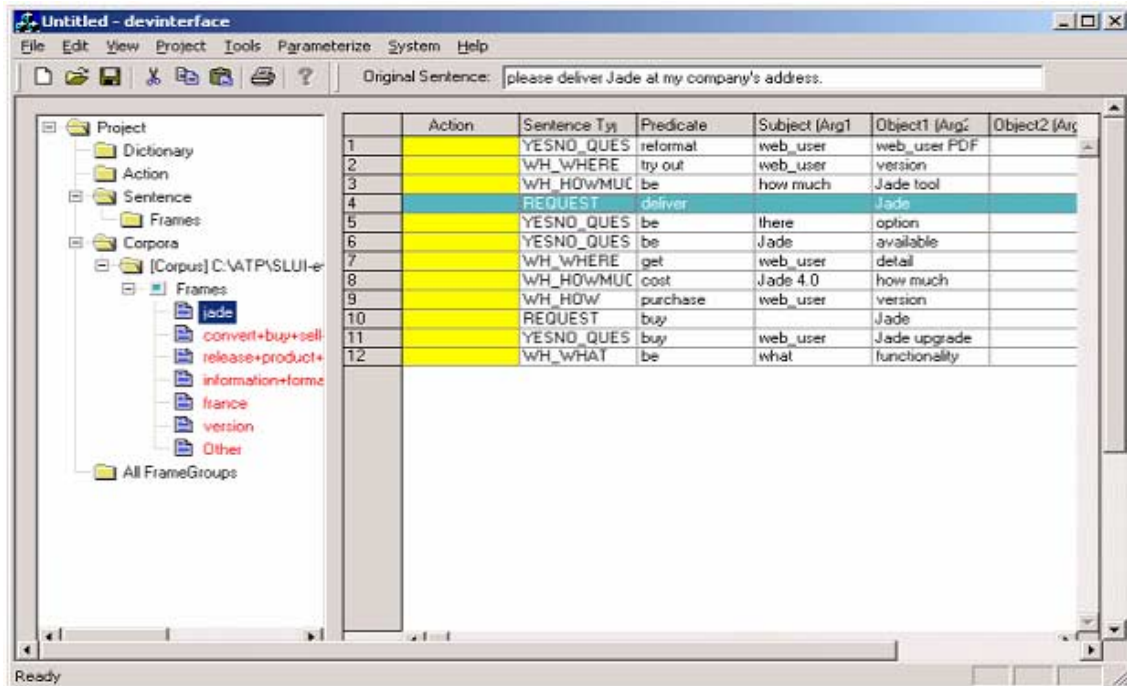 Untitled - devinterface
File Edit View Project Tools Parameterize System Help
Original Sentence: please deliver Jade at my company's address.
Project
Dictionary
Action
Sentence
Frames
Corpora
[Corpus] C:\ATP\SLUI-e
Frames
jade
convert+buy+sell-
release+product+
information+forma
france
version
Other
All FrameGroups
Action Sentence Typ Predicate Subject (Arg1 Object1 (Arg2 Object2 (Arg
1 YESNO_QUES reformat web_user web_user PDF
2 WH_WHERE try out web_user version
3 WH_HOWMUC be how much Jade tool
4 REQUEST deliver Jade
5 YESNO_QUES be there option
6 YESNO_QUES be Jade available
7 WH_WHERE get web_user detail
8 WH_HOWMUC cost Jade 4.0 how much
9 WH_HOW purchase web_user version
10 REQUEST buy Jade
11 YESNO_QUES buy web_user Jade upgrade
12 WH_WHAT be what functionality
Ready